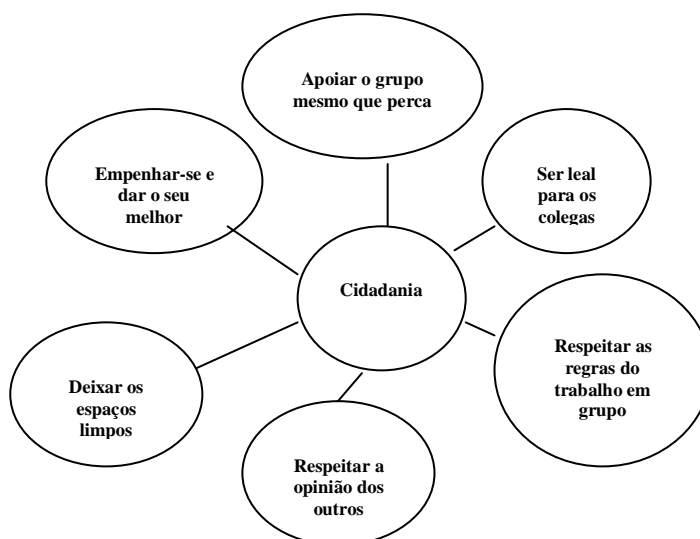 Apoiar o grupo
mesmo que perca
Empenhar-se e
dar o seu
melhor
Ser leal
para os
colegas
Cidadania
Respeitar as
regras do
trabalho em
grupo
Deixar os
espaços
limpos
Respeitar a
opinião dos
outros